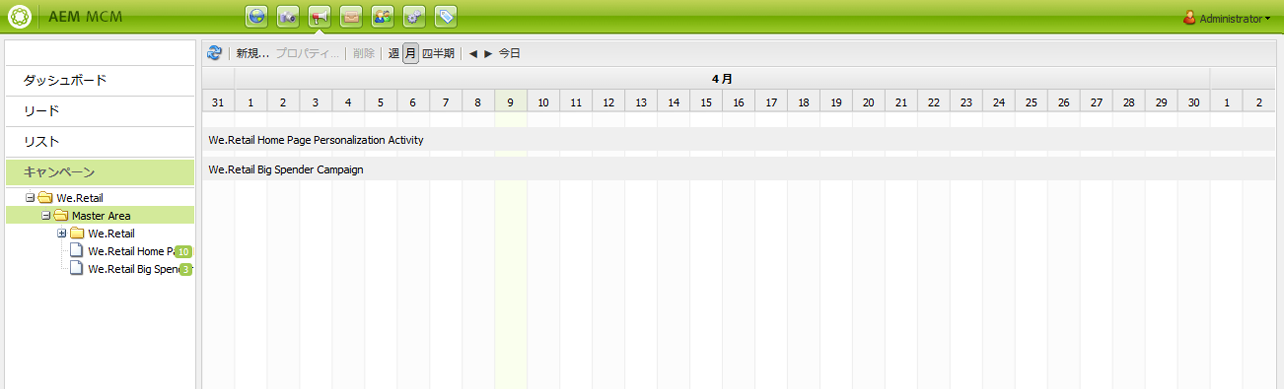 AEM MCM
Administrator
新規... プロパティ... 削除 週 月 四半期 今日
ダッシュボード
リード
リスト
キャンペーン
We.Retail
Master Area
We.Retail
We.Retail Home P 10
We.Retail Big Spen 3
4 月
31 1 2 3 4 5 6 7 8 9 10 11 12 13 14 15 16 17 18 19 20 21 22 23 24 25 26 27 28 29 30 1 2
We.Retail Home Page Personalization Activity
We.Retail Big Spender Campaign